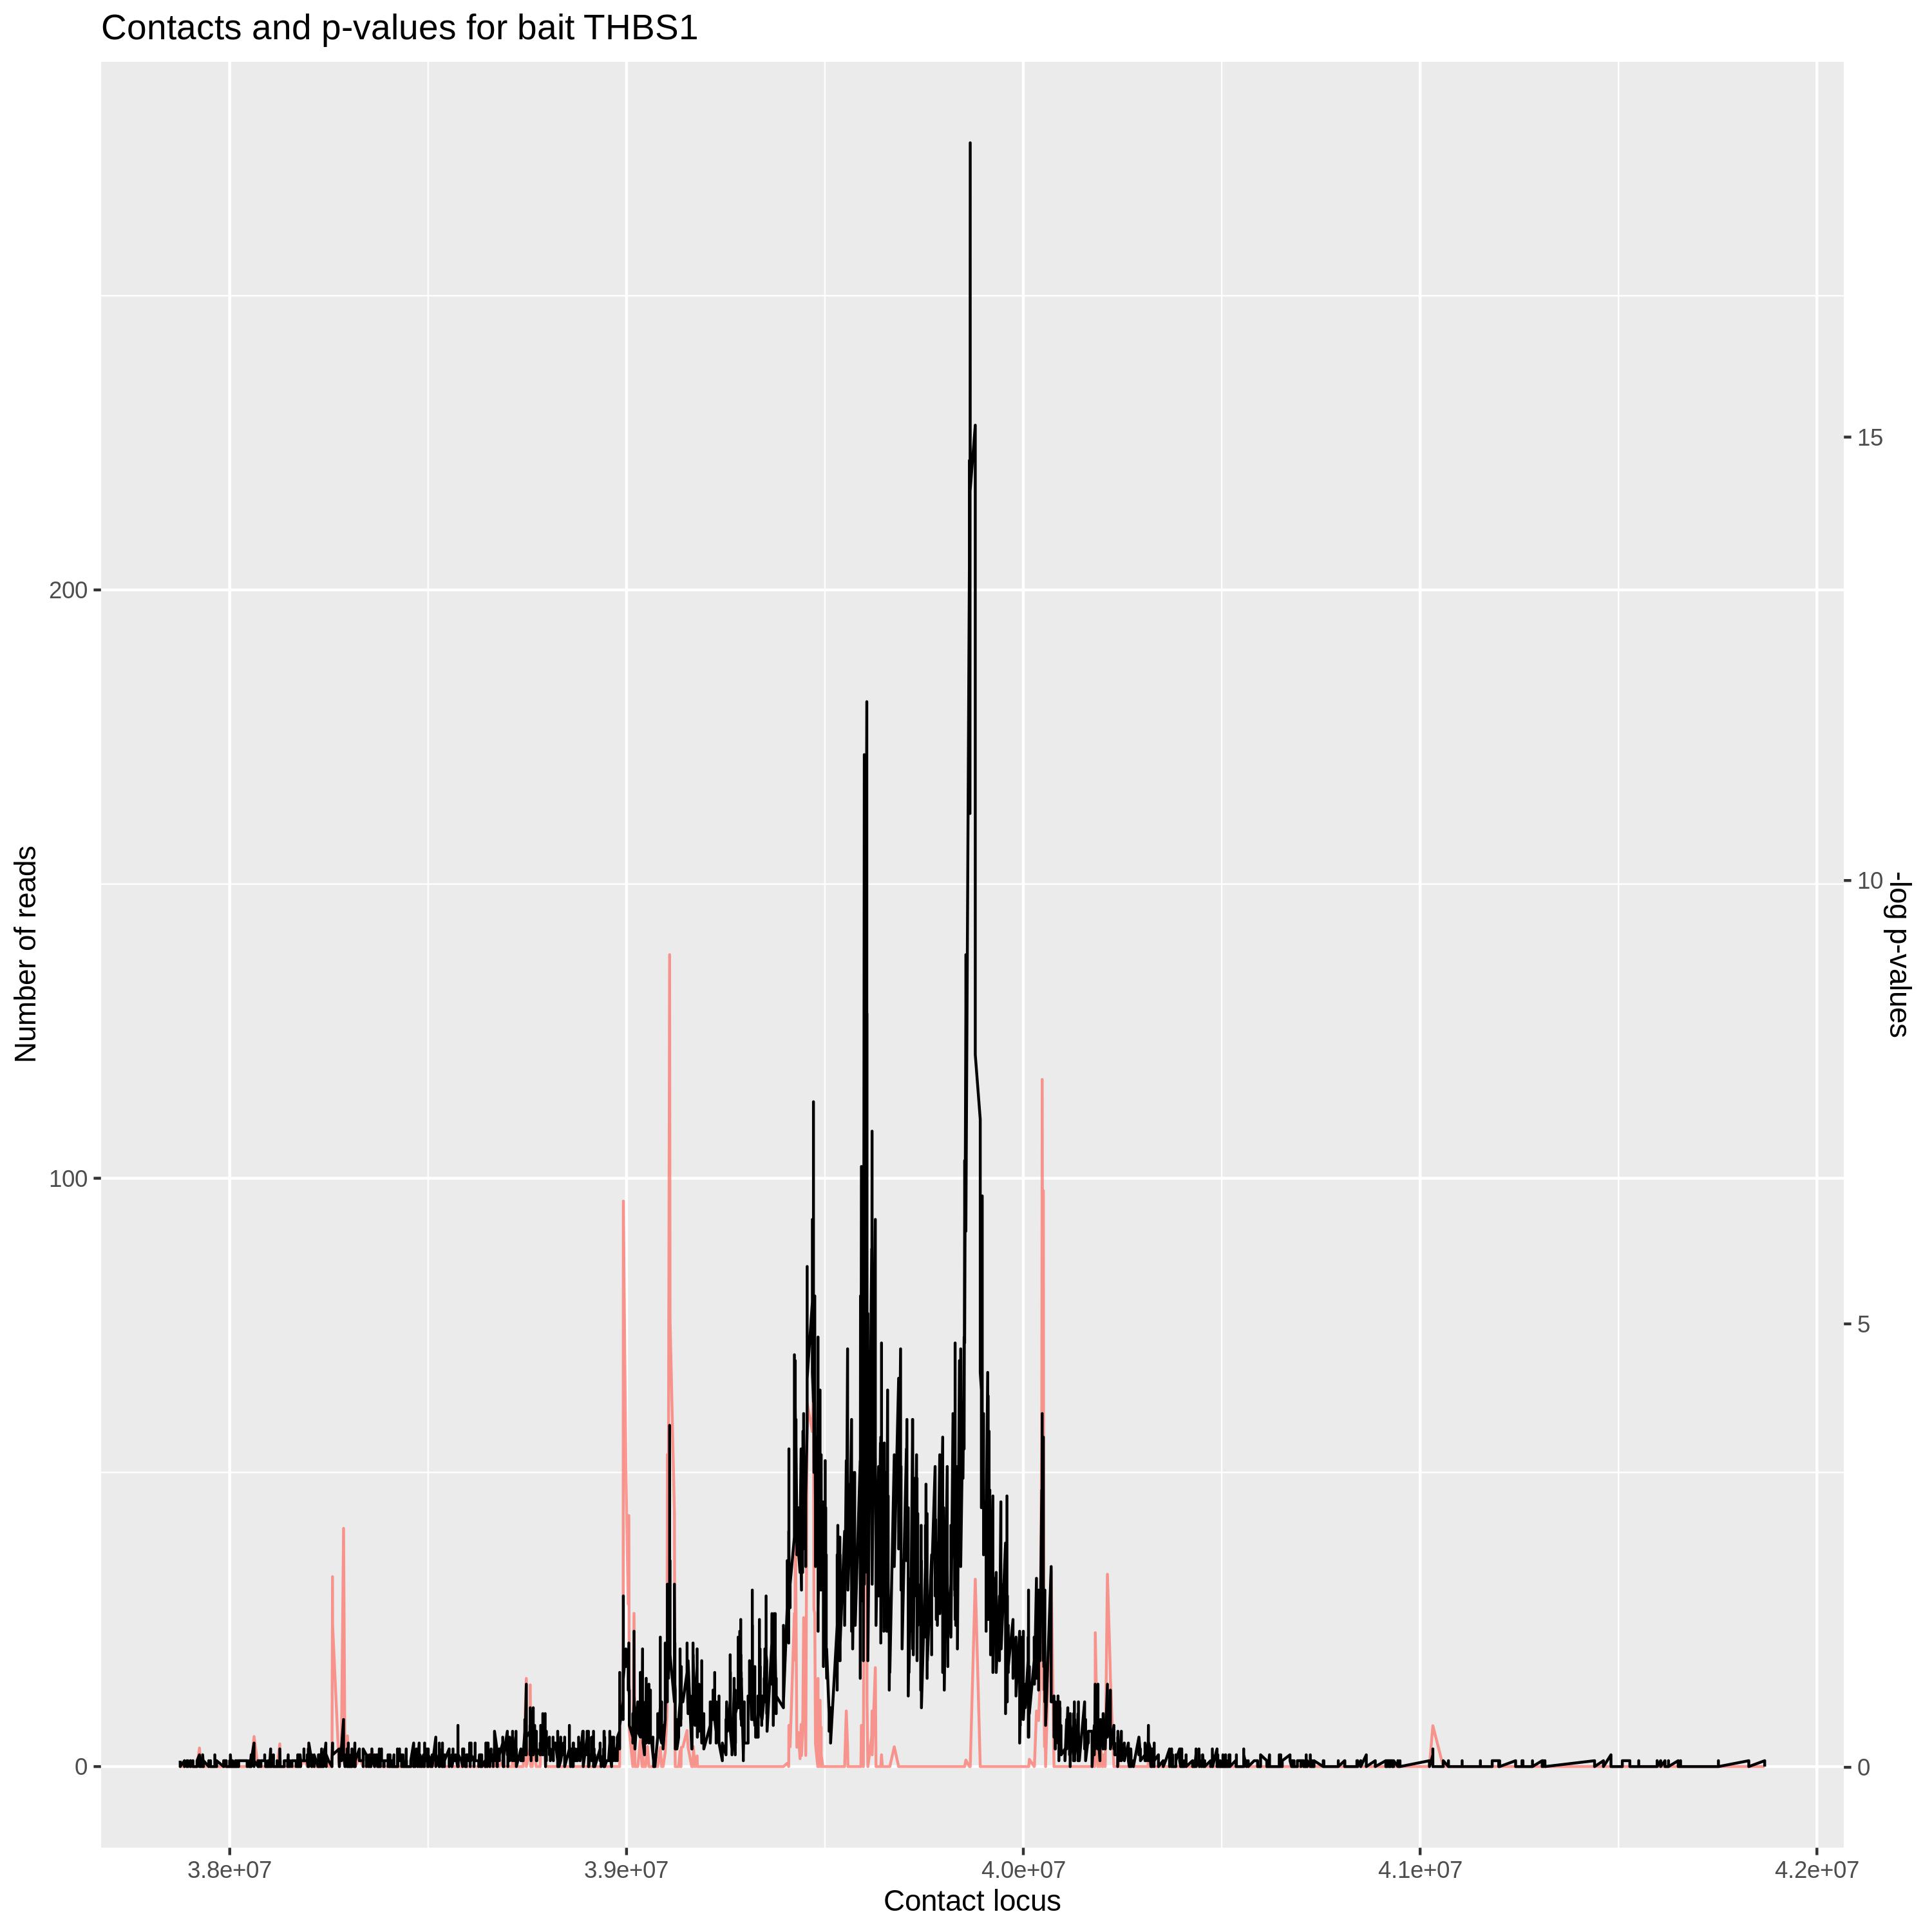 Contacts and p-values for bait THBS1
Number of reads
200
100
0
15
10
5
0
-log p-values
3.8e+07
3.9e+07
4.0e+07
4.1e+07
4.2e+07
Contact locus